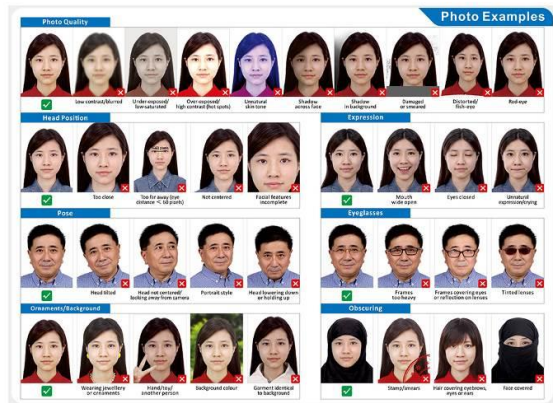 Photo Examples
Photo Quality
Low contrast/blurred
Under-exposed/
low-saturated
Over-exposed/
high contrast (hot spots)
Unnatural
skin tone
Shadow
across face
Shadow
in background
Damaged
or smeared
Distorted/
fish-eye
Red-eye
Head Position
Too close
Too far away (eye
distance < 60 pixels)
Not centered
Facial features
incomplete
Expression
Mouth
wide open
Eyes closed
Unnatural
expression/crying
Pose
Head tilted
Head not centered/
looking away from camera
Portrait style
Head lowering down
or holding up
Eyeglasses
Frames
too heavy
Frames covering eyes
or reflection on lenses
Tinted lenses
Ornaments/Background
Wearing jewellery
or ornaments
Hand/toy/
another person
Background colour
Garment identical
to background
Obscuring
Stamp/smears
Hair covering eyebrows,
eyes or ears
Face covered